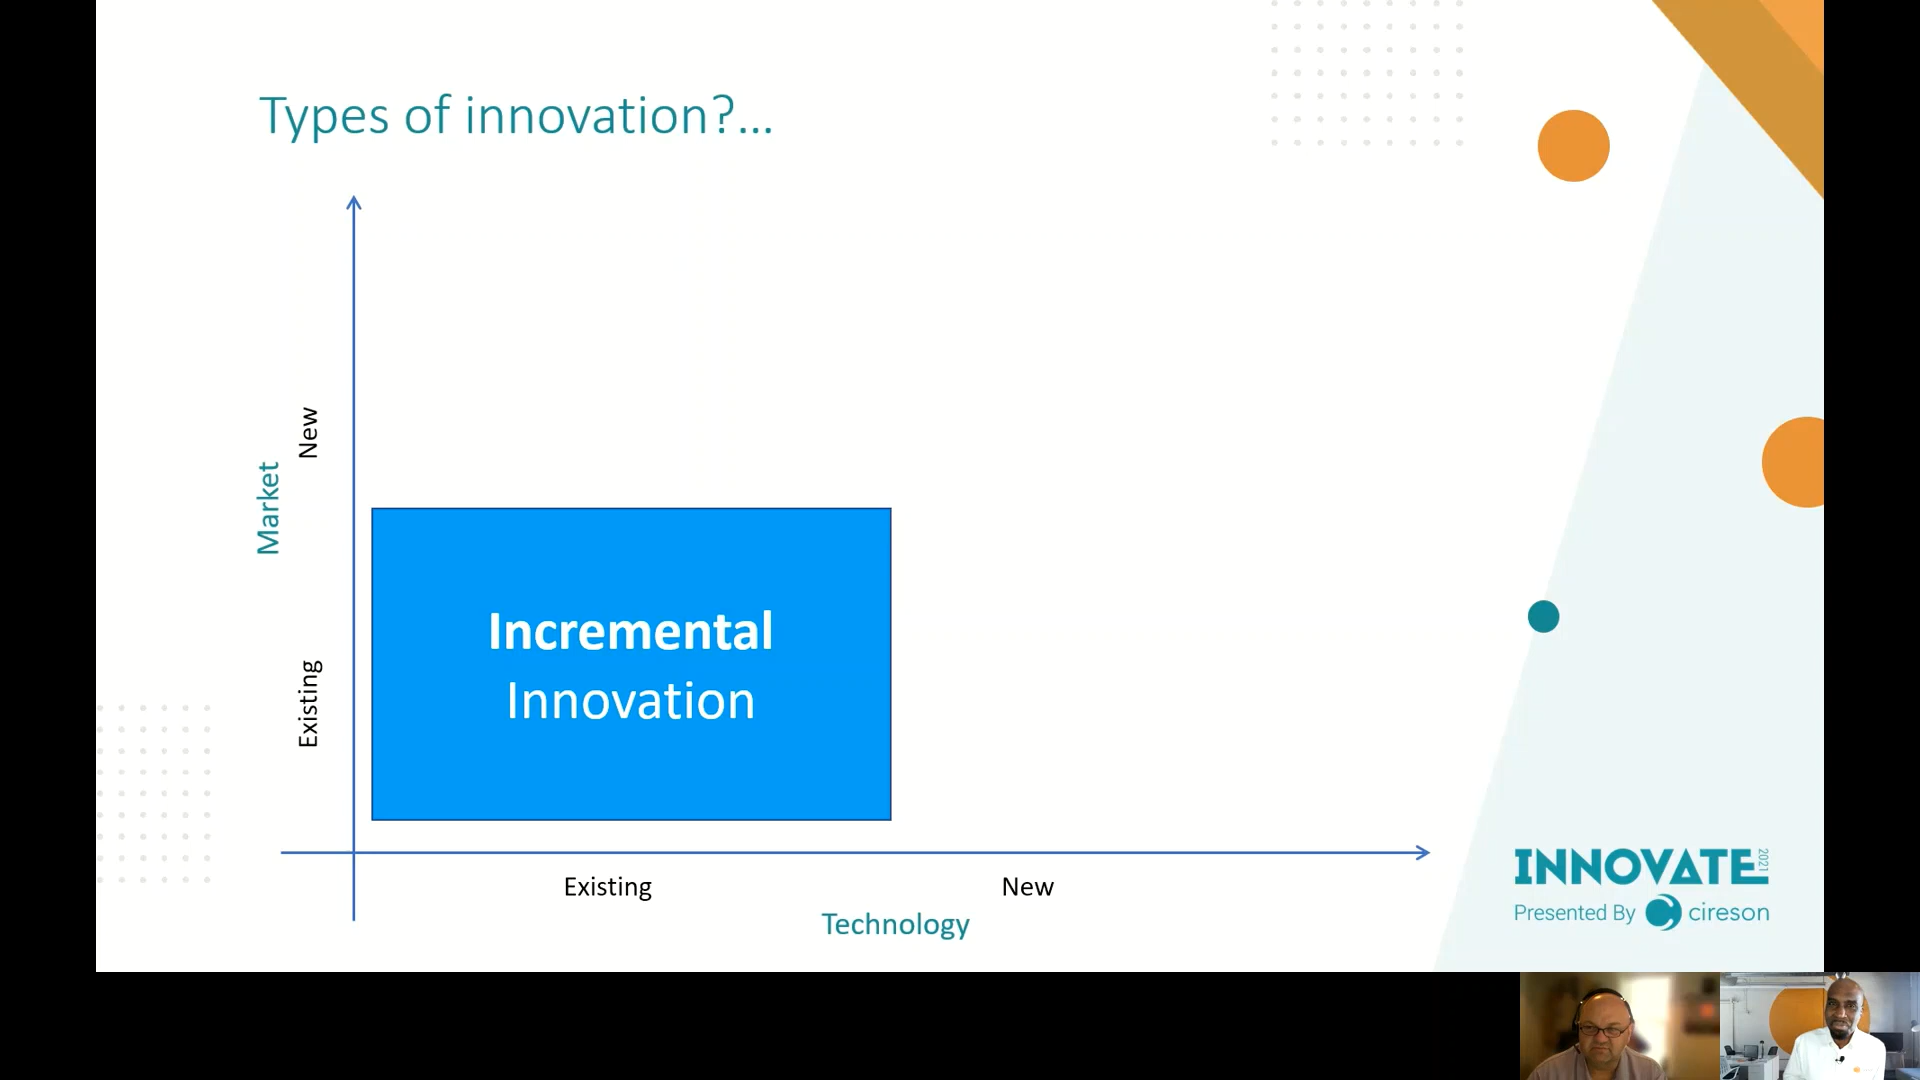 Types of innovation?...
New
Market
Incremental
Innovation
Existing
Existing
New
Technology
INNOVATE 2021
Presented By cireson